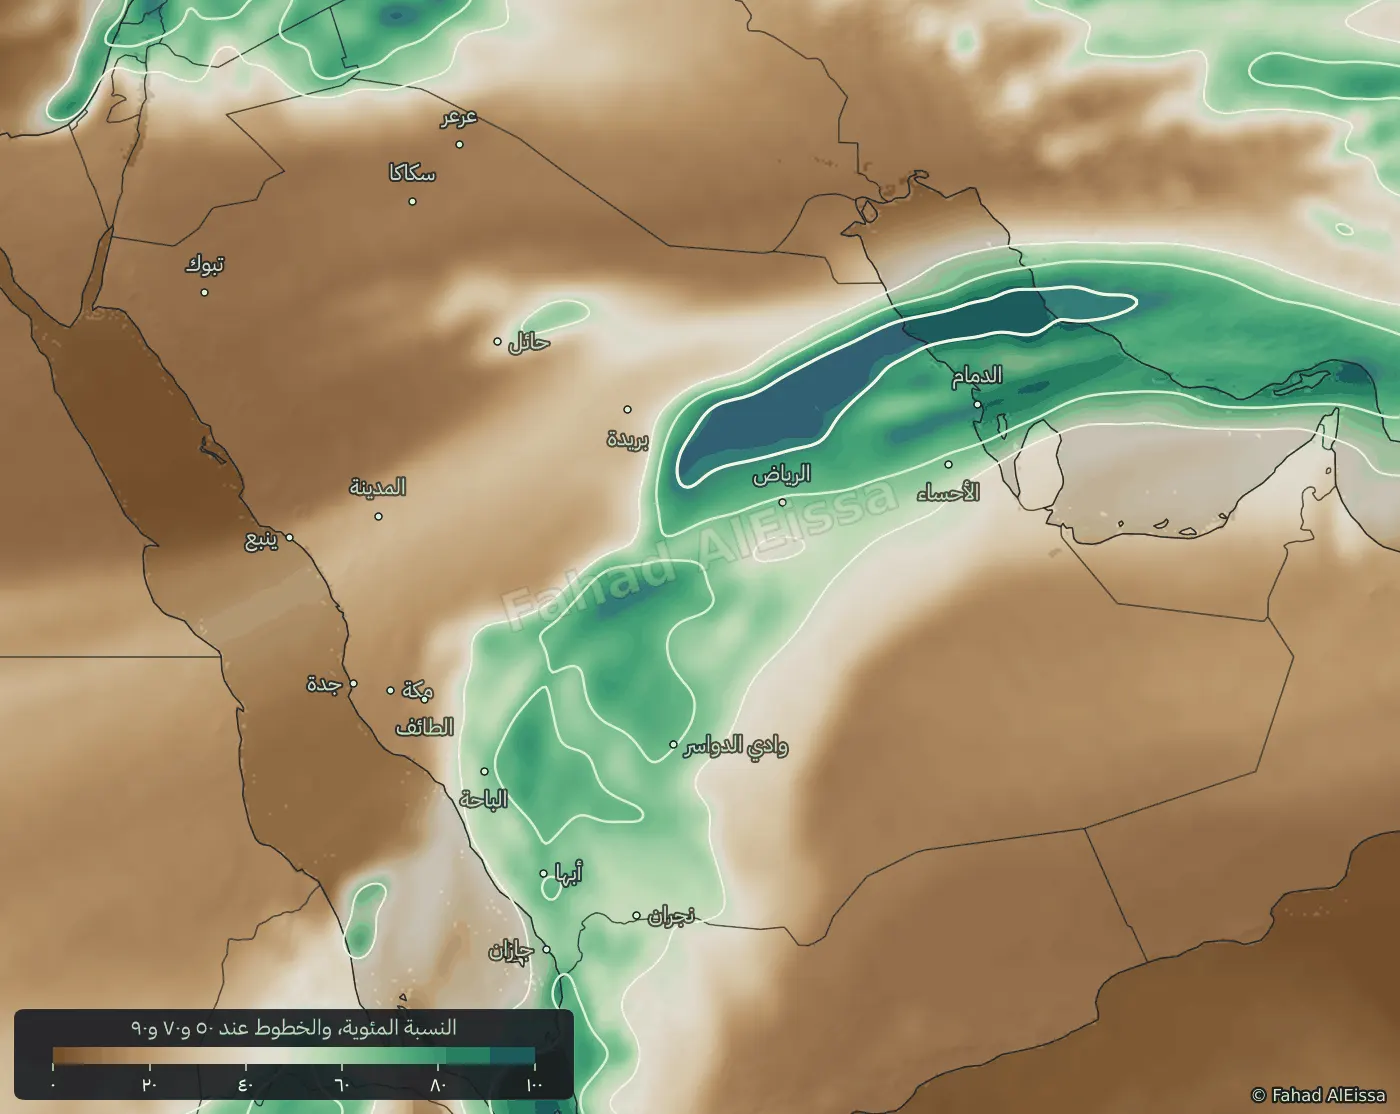 عرعر
سكاكا
تبوك
حائل
الدمام
بريدة
الرياض
المدينة
الأحساء
Fahad AlEissa
ينبع
جدة
مكة
الطائف
وادي الدواسر
الباحة
أبها
نجران
جازان
النسبة المئوية، والخطوط عند ٥٠ و٧٠ و٩٠
٠ ٢٠ ٤٠ ٦٠ ٨٠ ١٠٠
© Fahad AlEissa